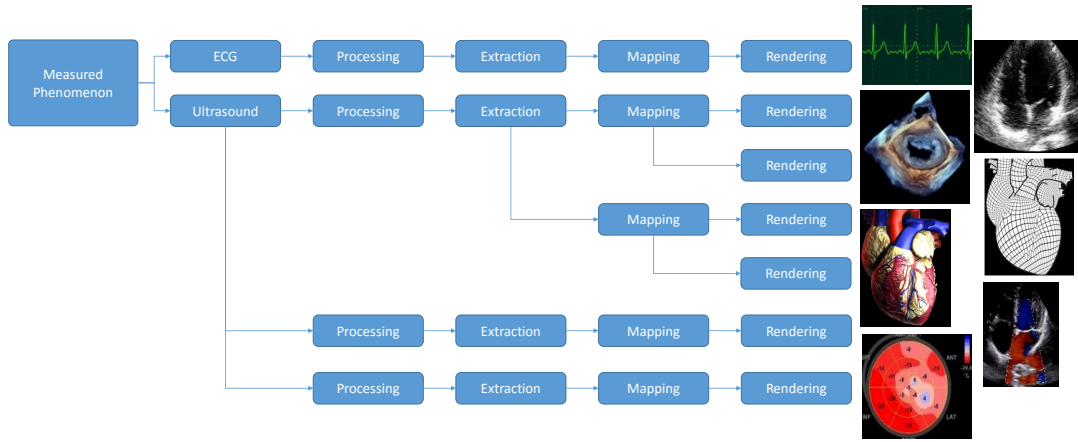 Measured
Phenomenon
ECG
Processing
Extraction
Mapping
Rendering
Ultrasound
Processing
Extraction
Mapping
Rendering
Rendering
Mapping
Rendering
Rendering
Processing
Extraction
Mapping
Rendering
Processing
Extraction
Mapping
Rendering
ANT
LAT
INF